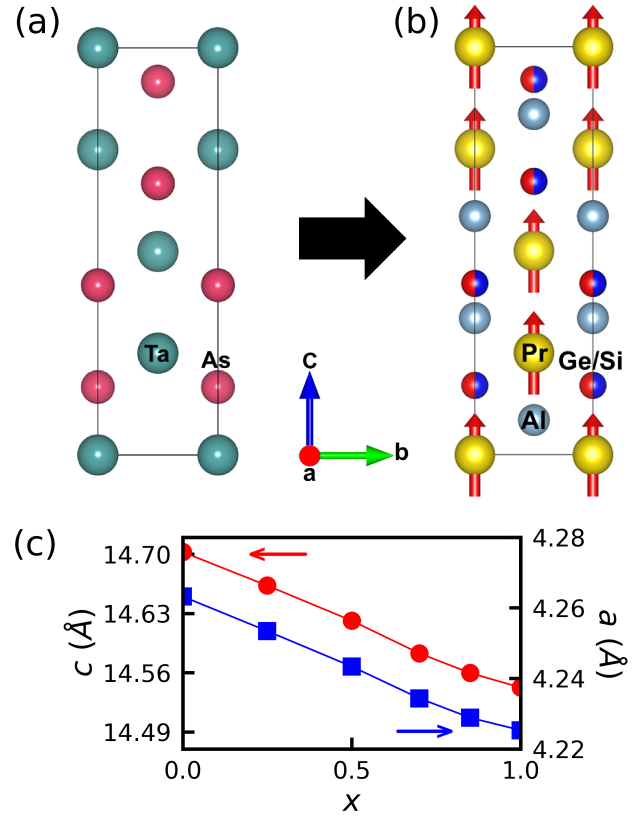 (a)
(b)
Ta
As
Pr
Ge/Si
Al
c
b
a
(c)
14.70
14.63
14.56
14.49
c (Å)
4.28
4.26
4.24
4.22
a (Å)
0.0
0.5
1.0
x